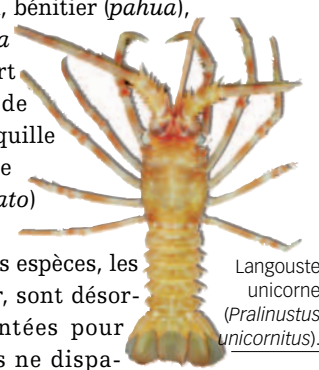 , bénitier (pahua),
a
rt
de
quille
e
ato)
s espèces, les
r, sont désor-
ntées pour
s ne dispa-
Langouste
unicorne
(Pralinustus
unicornitus).